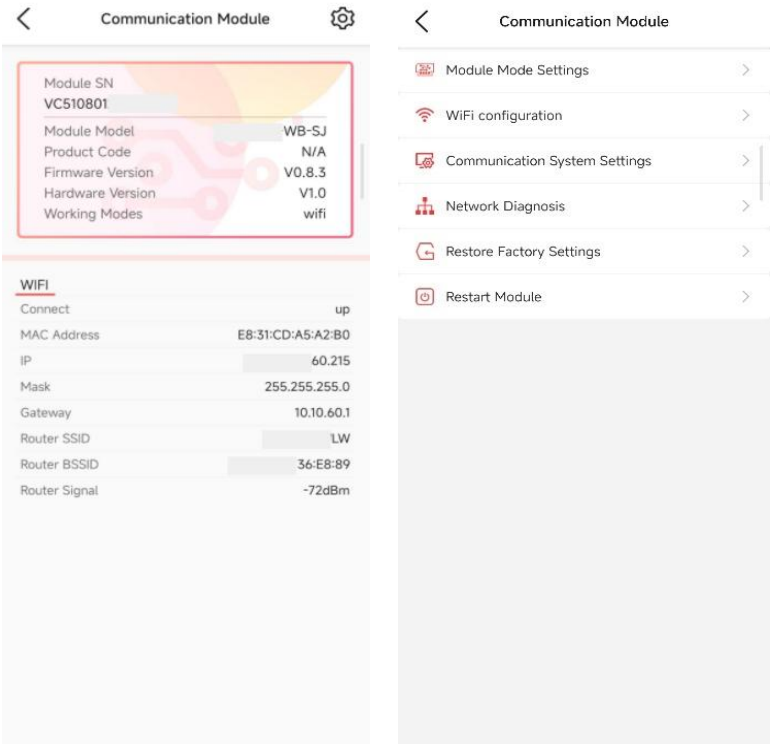 Communication Module
Module SN
VC510801
Module Model WB-SJ
Product Code N/A
Firmware Version V0.8.3
Hardware Version V1.0
Working Modes wifi
WIFI
Connect up
MAC Address E8:31:CD:A5:A2:B0
IP 60.215
Mask 255.255.255.0
Gateway 10.10.60.1
Router SSID LW
Router BSSID 36:E8:89
Router Signal -72dBm
Communication Module
Module Mode Settings
WiFi configuration
Communication System Settings
Network Diagnosis
Restore Factory Settings
Restart Module